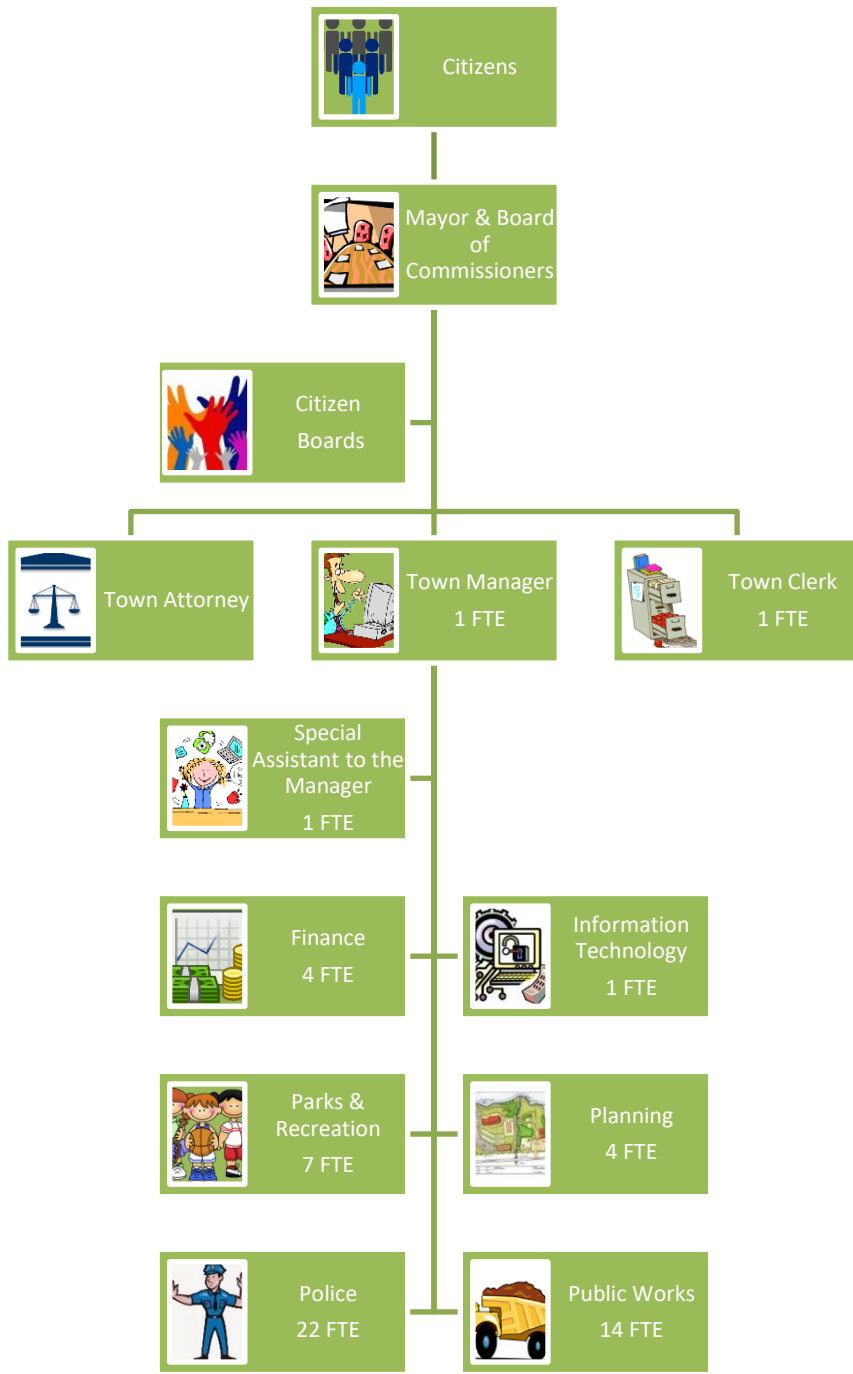 Citizens
Mayor & Board
of
Commissioners
Citizen
Boards
Town Attorney
Town Manager
1 FTE
Town Clerk
1 FTE
Special
Assistant to the
Manager
1 FTE
Finance
4 FTE
Information
Technology
1 FTE
Parks &
Recreation
7 FTE
Planning
4 FTE
Police
22 FTE
Public Works
14 FTE